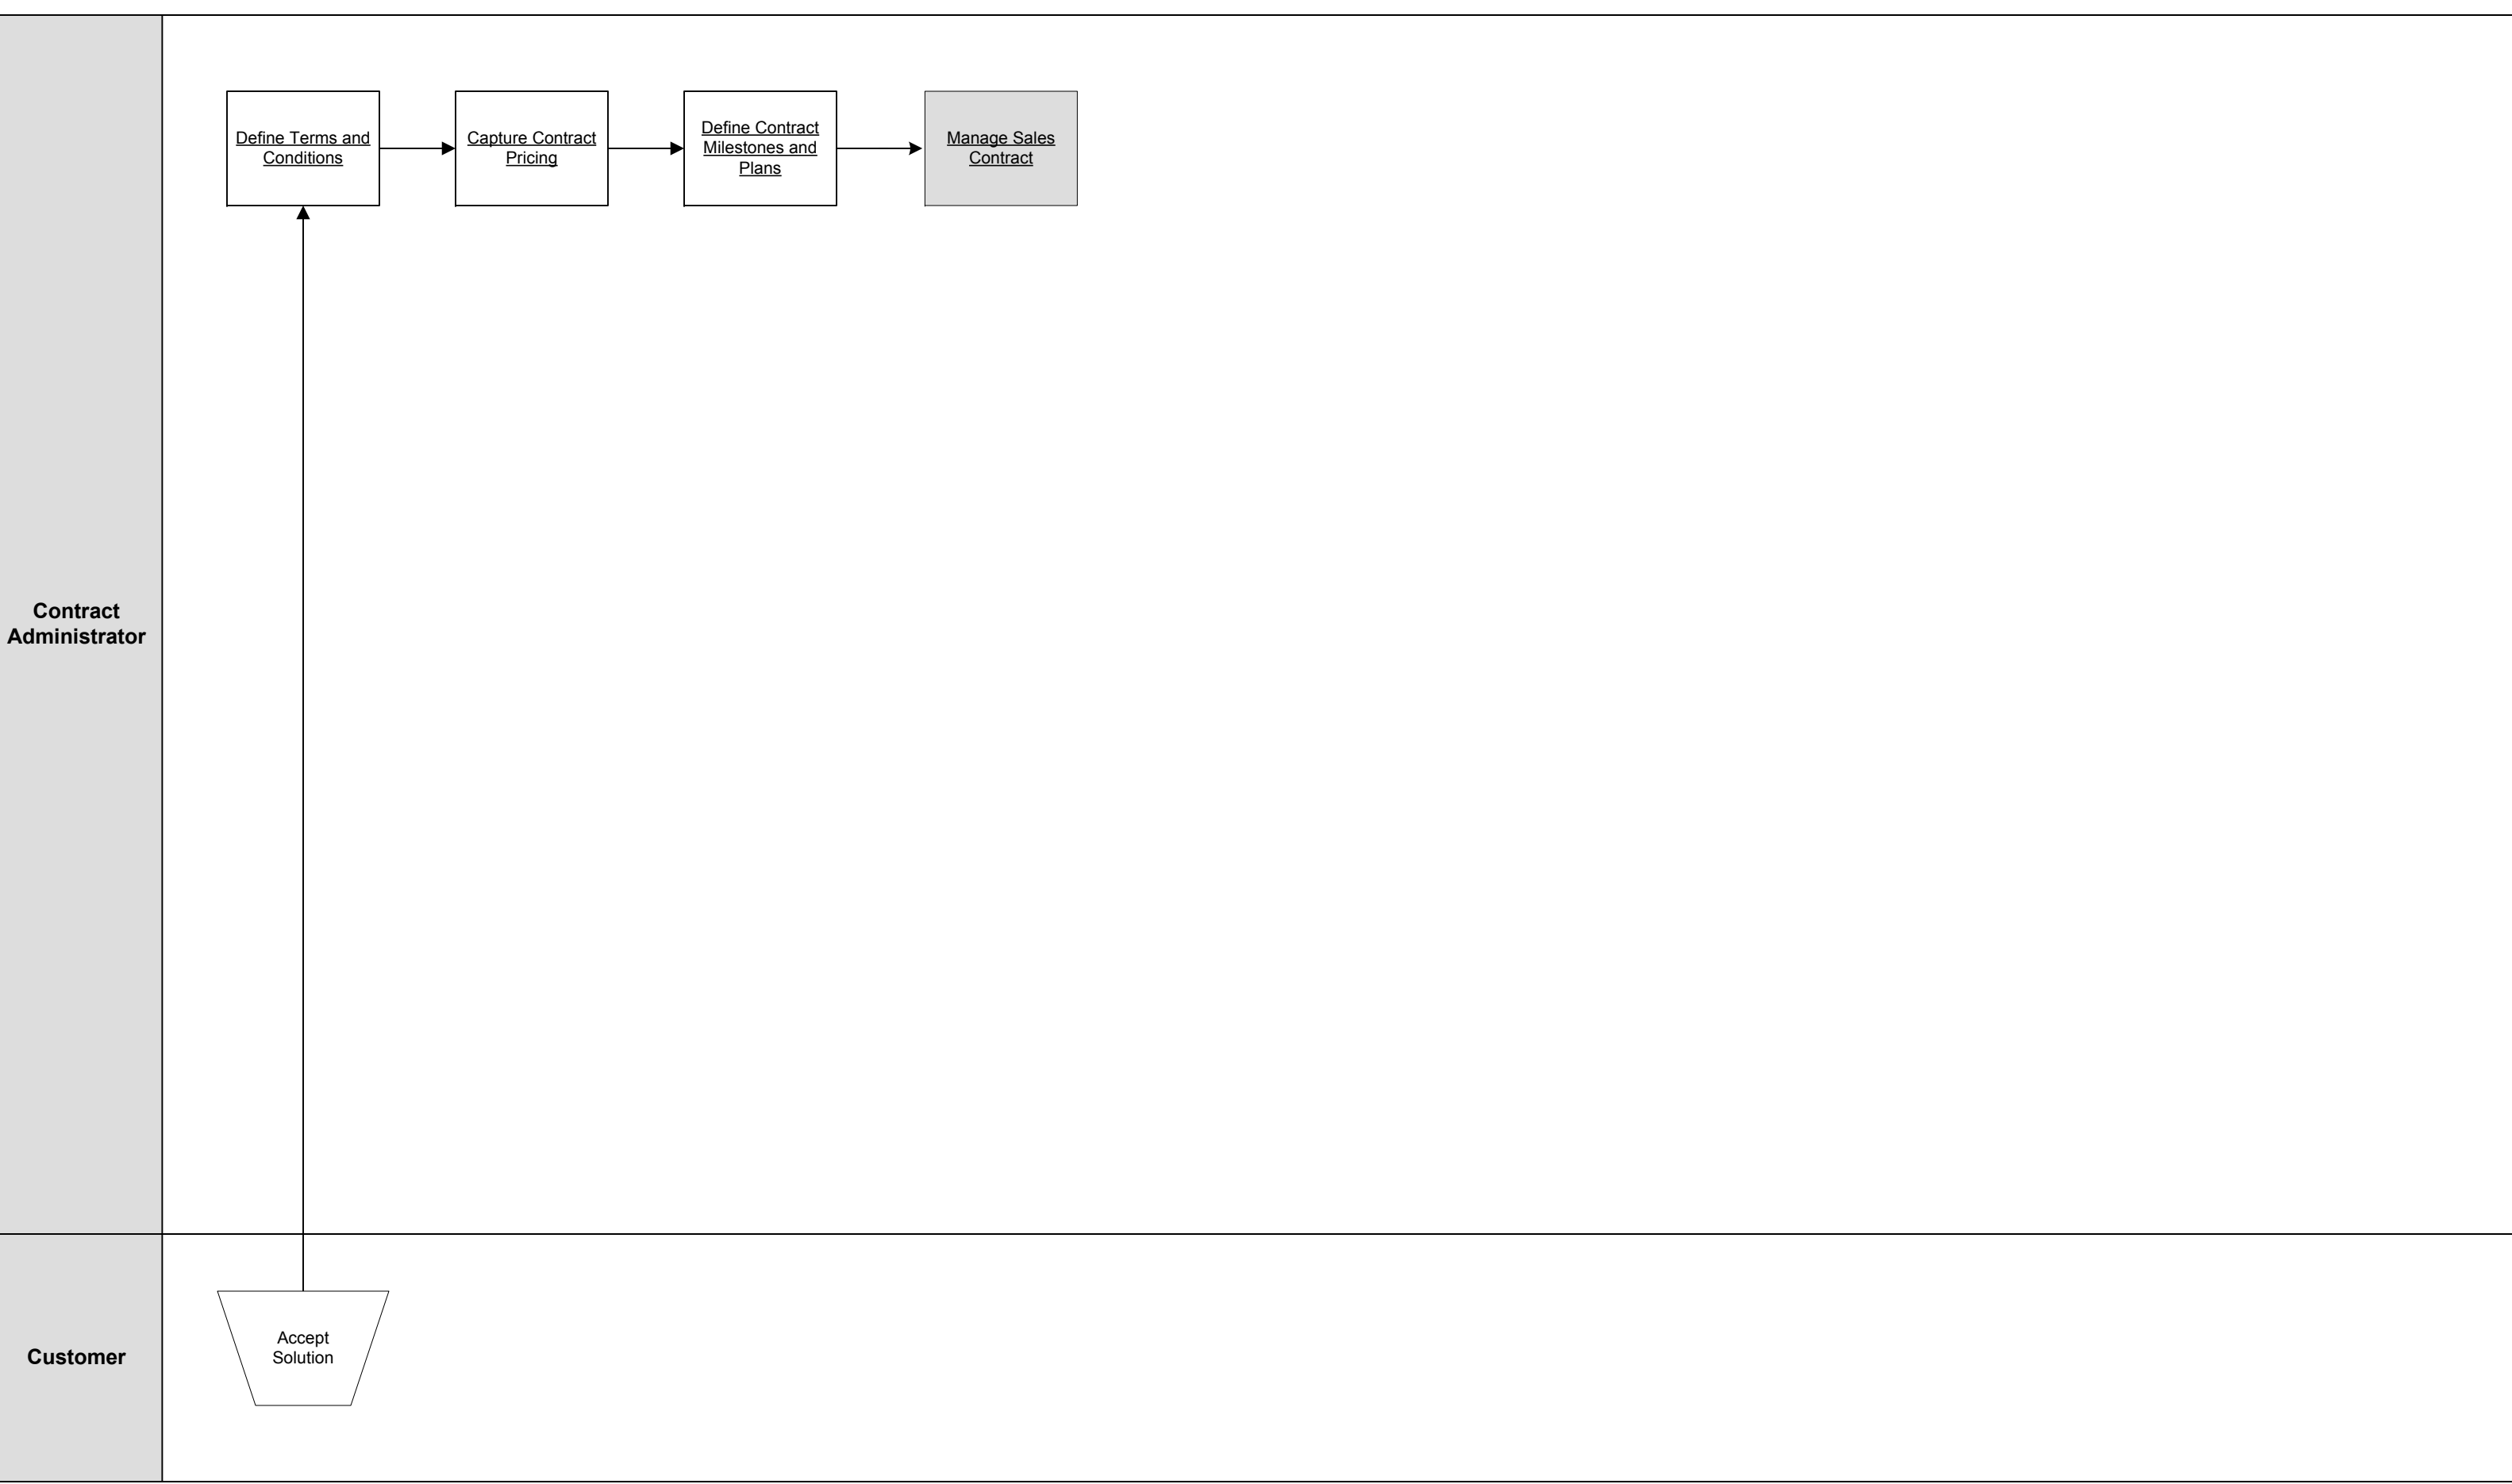 Define Terms and
Conditions
Capture Contract
Pricing
Define Contract
Milestones and
Plans
Manage Sales
Contract
Contract
Administrator
Customer
Accept
Solution